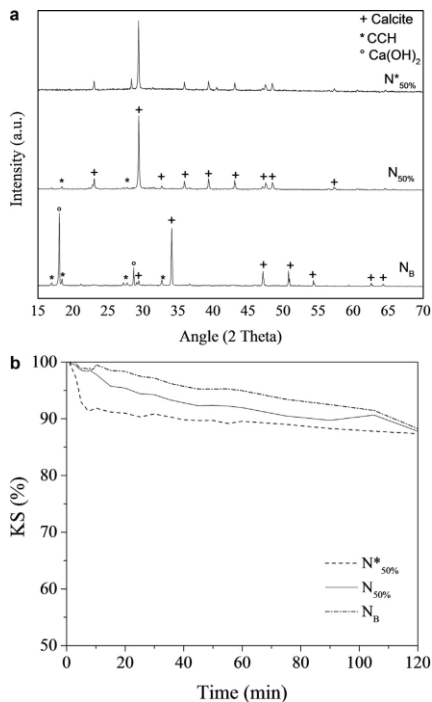 a
+ Calcite
* CCH
° Ca(OH)2
N*50%
+
+
*
+
*
+
+
+
+
+
+
+
N50%
°
+
*
*
*
°
+
*
+
+
+
+
+
NB
Intensity (a.u.)
15 20 25 30 35 40 45 50 55 60 65 70
Angle (2 Theta)
b
100
90
80
70
60
50
KS (%)
N*50%
N50%
NB
0 20 40 60 80 100 120
Time (min)